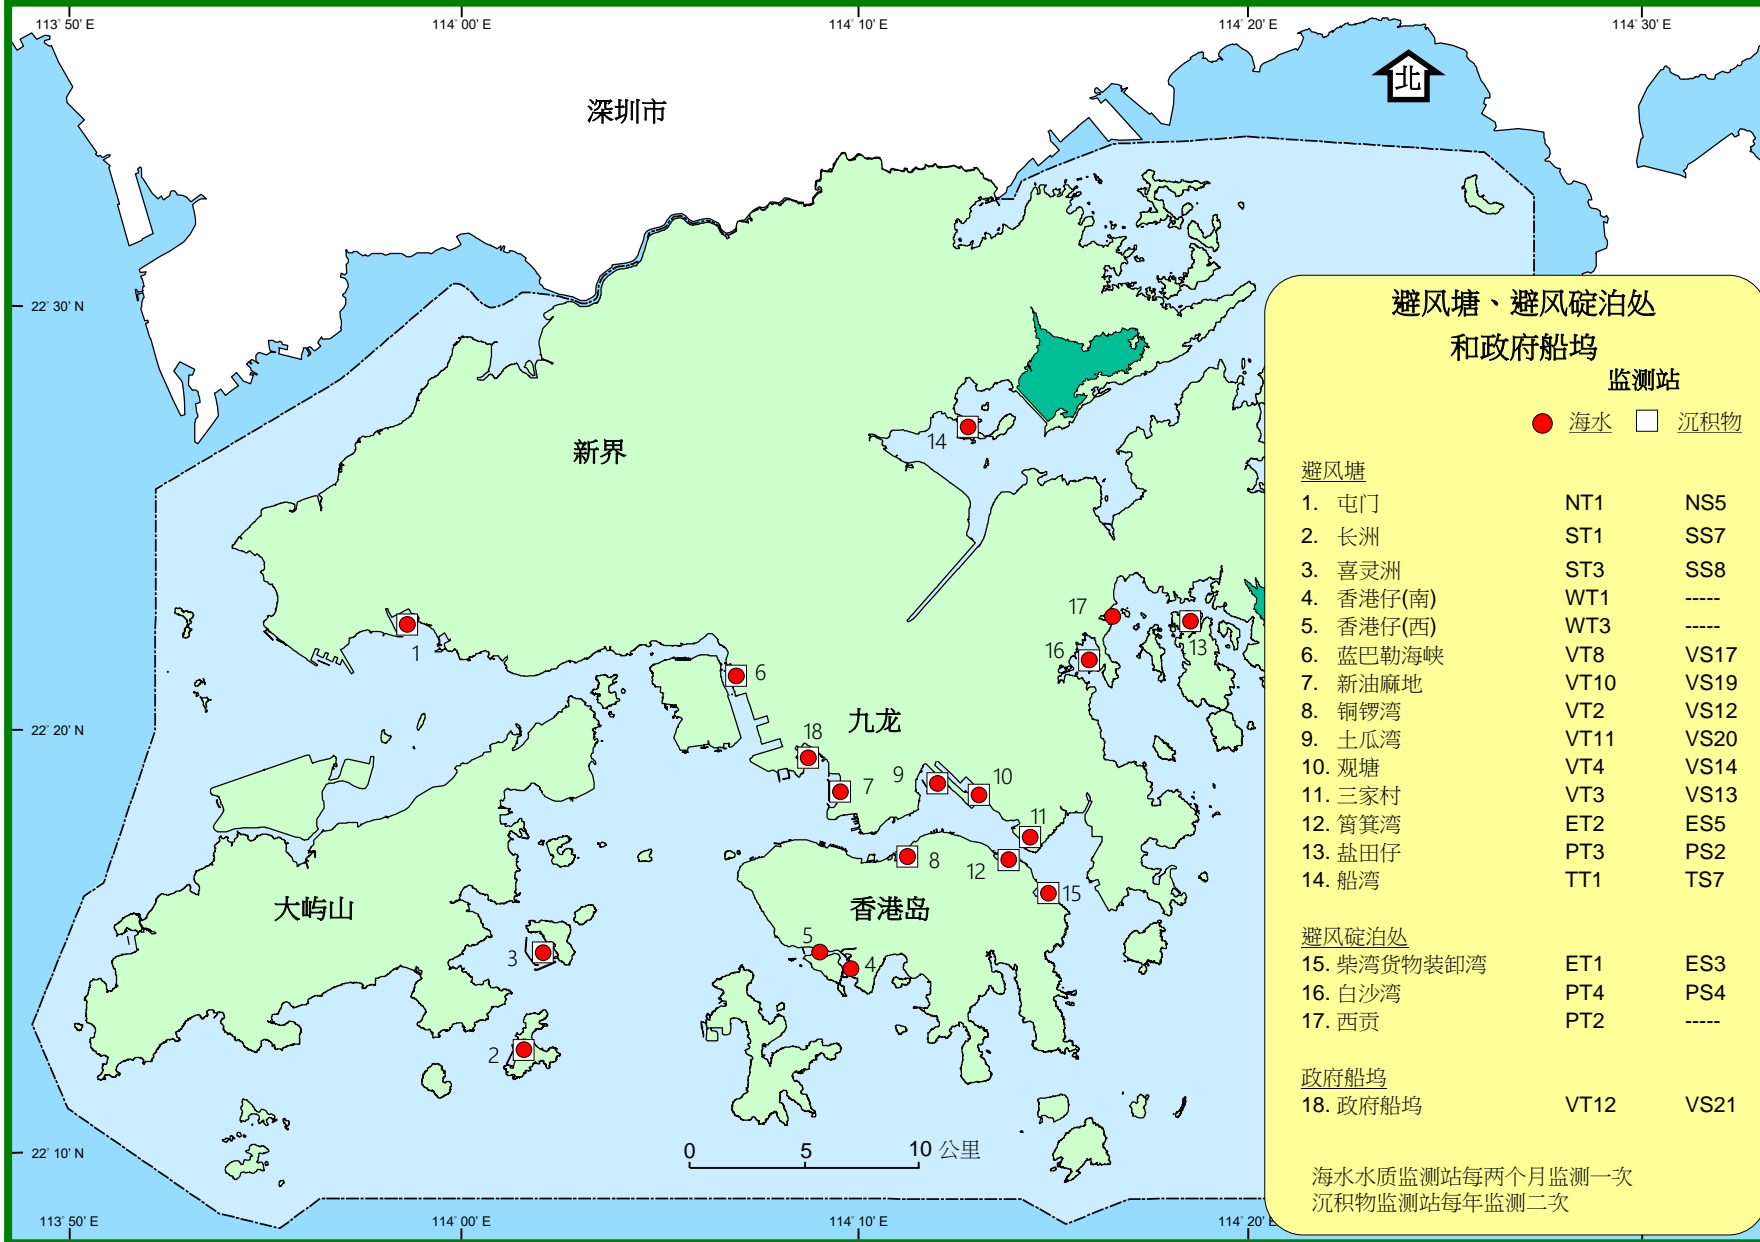 113° 50' E
114° 00' E
114° 10' E
114° 20' E
114° 30' E
北
深圳市
22° 30' N
新界
14
17
16
13
1
6
22° 20' N
九龙
18
7
9
10
11
8
12
15
大屿山
香港岛
5
4
3
2
22° 10' N
0 5 10 公里
113° 50' E
114° 00' E
114° 10' E
114° 20' E
避风塘、避风碇泊处
和政府船坞
监测站
海水 沉积物
避风塘
1. 屯门 NT1 NS5
2. 长洲 ST1 SS7
3. 喜灵洲 ST3 SS8
4. 香港仔(南) WT1 -----
5. 香港仔(西) WT3 -----
6. 蓝巴勒海峡 VT8 VS17
7. 新油麻地 VT10 VS19
8. 铜锣湾 VT2 VS12
9. 土瓜湾 VT11 VS20
10. 观塘 VT4 VS14
11. 三家村 VT3 VS13
12. 筲箕湾 ET2 ES5
13. 盐田仔 PT3 PS2
14. 船湾 TT1 TS7
避风碇泊处
15. 柴湾货物装卸湾 ET1 ES3
16. 白沙湾 PT4 PS4
17. 西贡 PT2 -----
政府船坞
18. 政府船坞 VT12 VS21
海水水质监测站每两个月监测一次
沉积物监测站每年监测二次